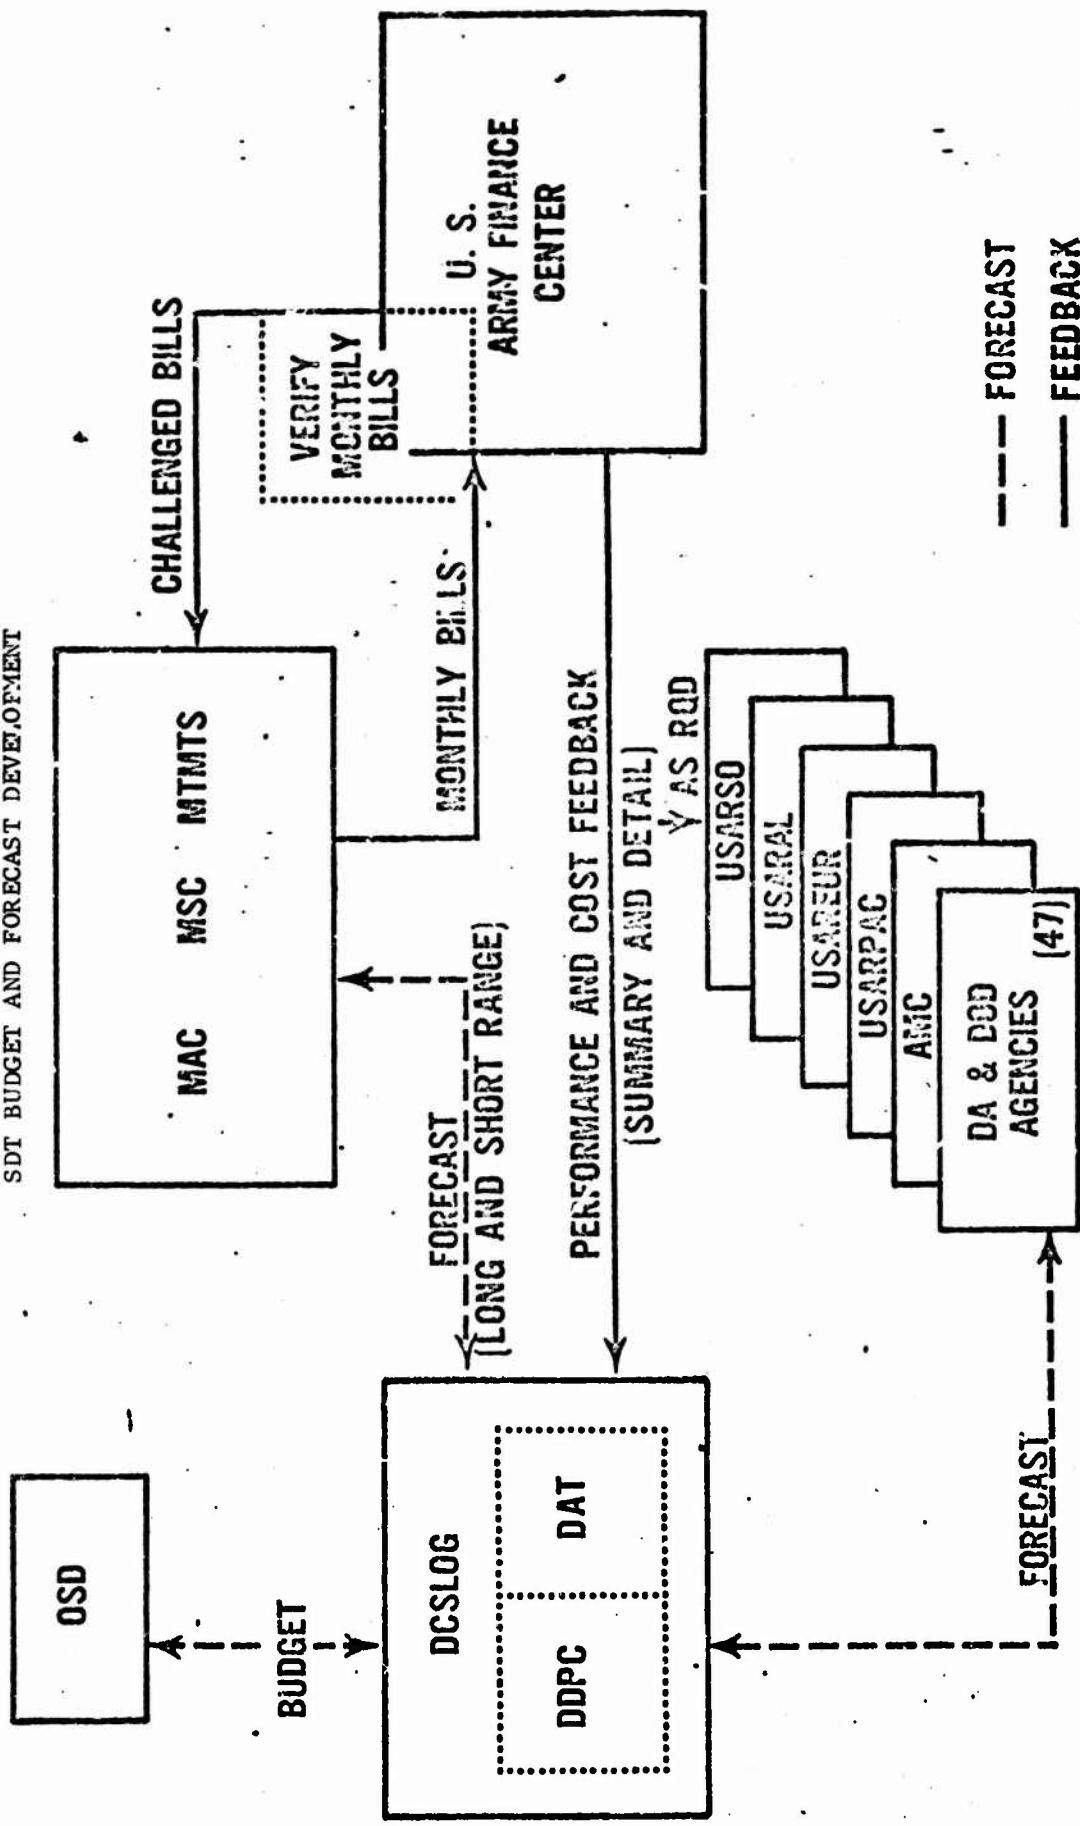 SDT BUDGET AND FORECAST DEVELOPMENT
OSD
BUDGET
DCSLOG
DDPC
DAT
MAC MSC MTMTS
FORECAST
(LONG AND SHORT RANGE)
CHALLENGED BILLS
VERIFY
MONTHLY
BILLS
MONTHLY BILLS
U. S.
ARMY FINANCE
CENTER
PERFORMANCE AND COST FEEDBACK
(SUMMARY AND DETAIL)
AS RQD
USARSO
USARAL
USAREUR
USARPAC
AMC
DA & DOD
AGENCIES
(47)
FORECAST
FORECAST
FEEDBACK